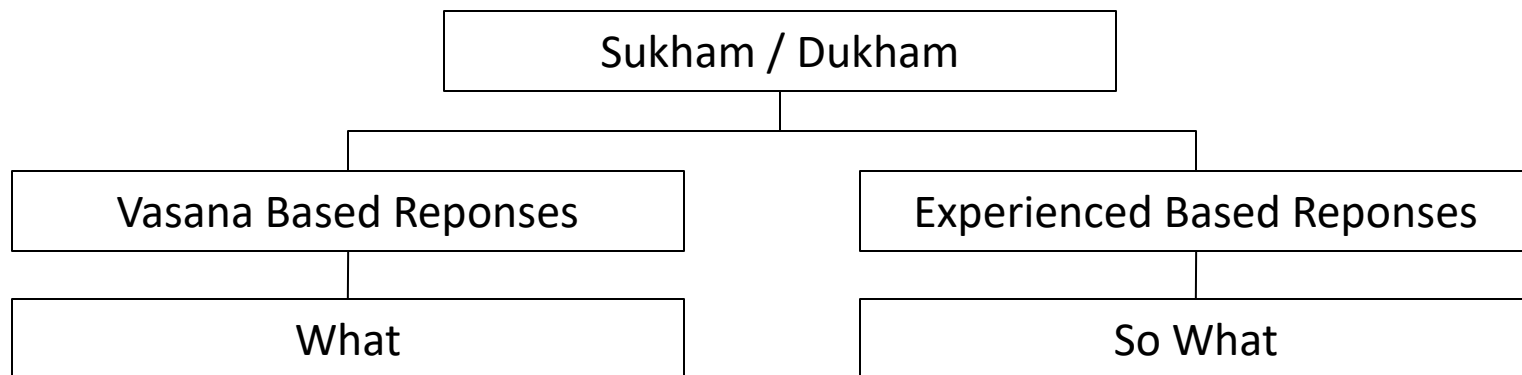 Sukham / Dukham
Vasana Based Reponses
Experienced Based Reponses
What
So What